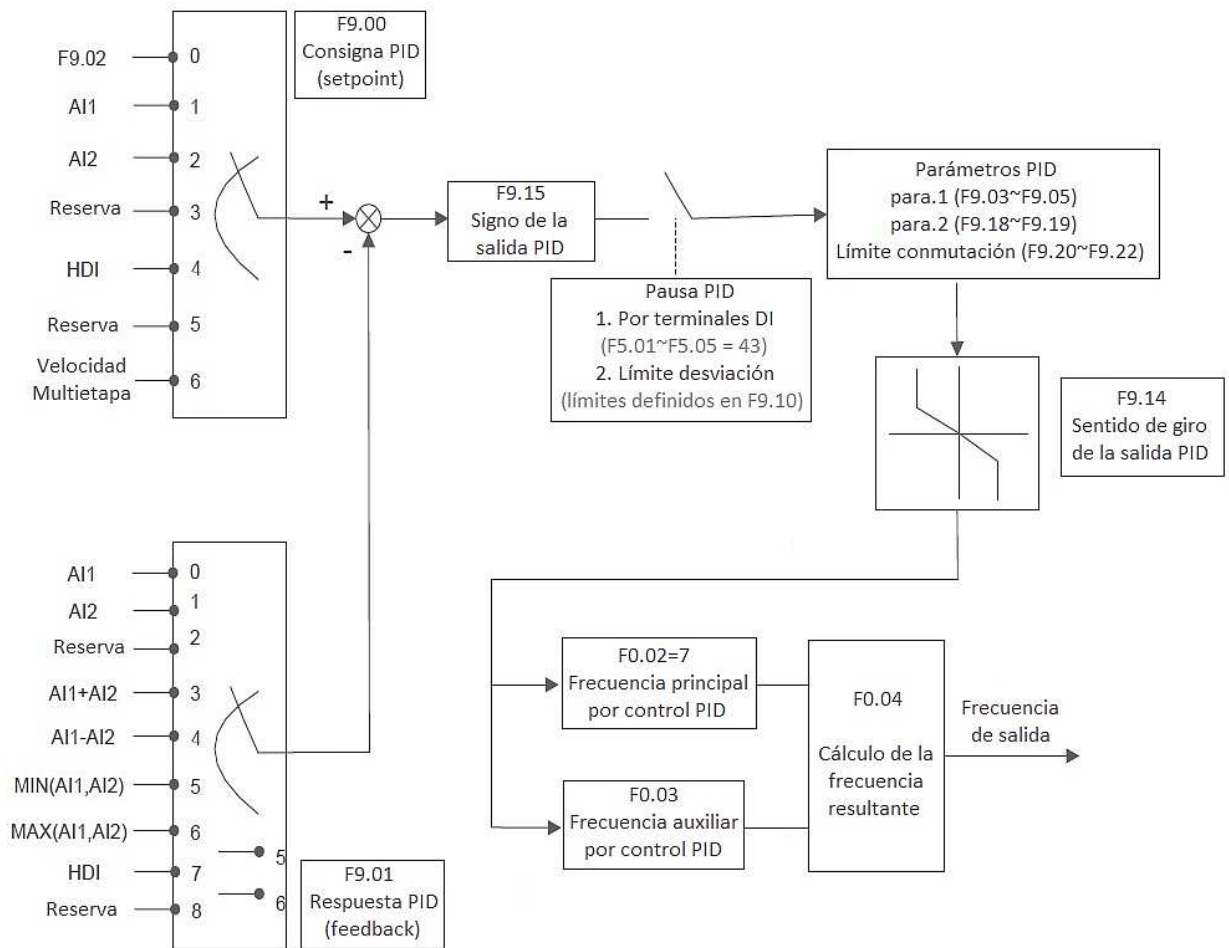 F9.00
Consigna PID
(setpoint)
F9.02
0
AI1
1
AI2
2
Reserva
3
HDI
4
Reserva
5
Velocidad
Multietapa
6
+
-
F9.15
Signo de la
salida PID
Pausa PID
1. Por terminales DI
(F5.01~F5.05 = 43)
2. Límite desviación
(límites definidos en F9.10)
Parámetros PID
para.1 (F9.03~F9.05)
para.2 (F9.18~F9.19)
Límite conmutación (F9.20~F9.22)
F9.14
Sentido de giro
de la salida PID
AI1
0
AI2
1
Reserva
2
AI1+AI2
3
AI1-AI2
4
MIN(AI1,AI2)
5
MAX(AI1,AI2)
6
HDI
7
Reserva
8
5
6
F9.01
Respuesta PID
(feedback)
F0.02=7
Frecuencia principal
por control PID
F0.03
Frecuencia auxiliar
por control PID
F0.04
Cálculo de la
frecuencia
resultante
Frecuencia
de salida